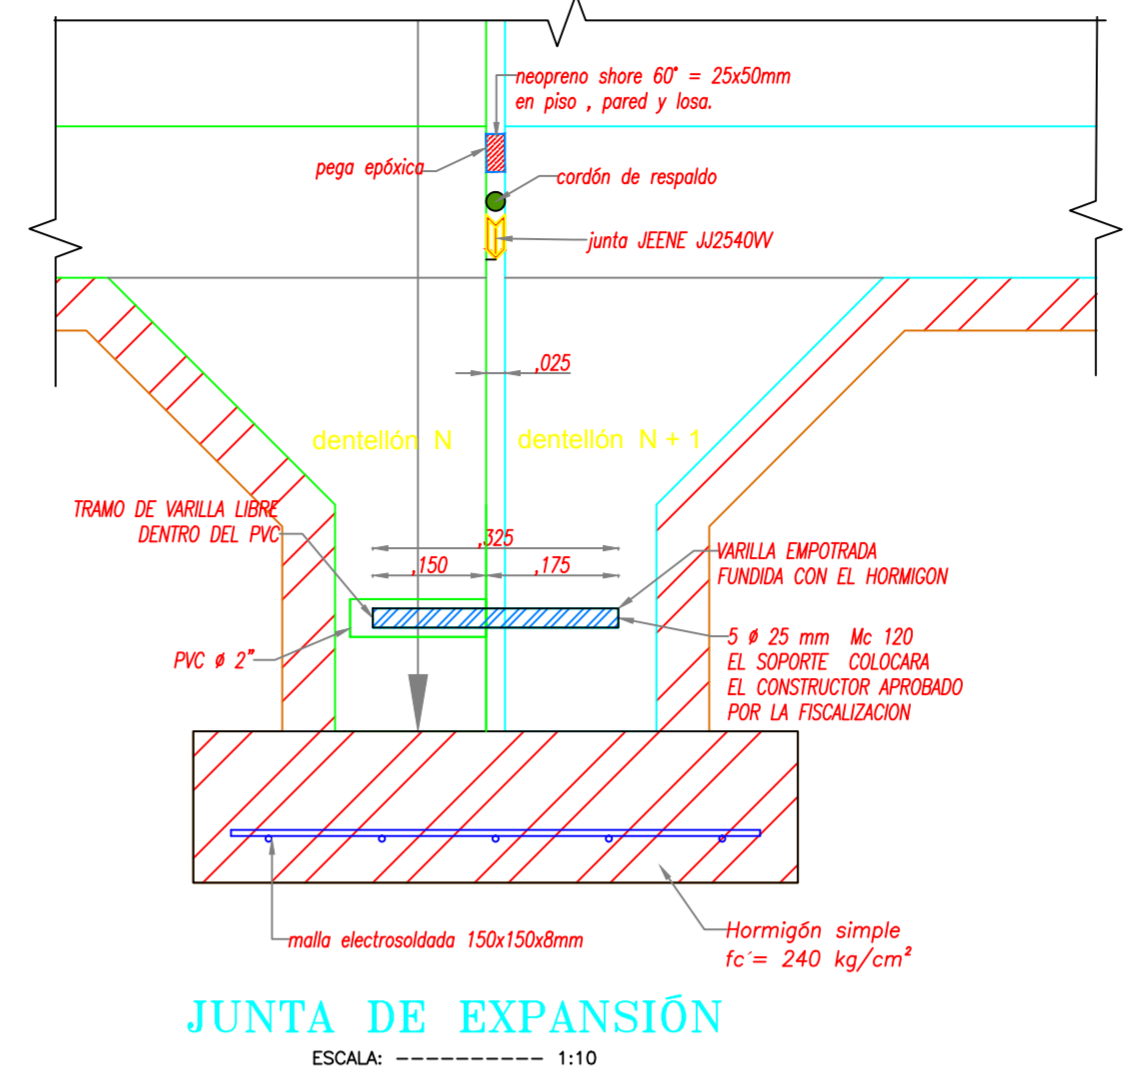 neopreno shore 60° = 25x50mm
en piso , pared y losa.
pega epóxica
cordón de respaldo
junta JEENE JJ2540VV
,025
dentellón N
dentellón N + 1
TRAMO DE VARILLA LIBRE
DENTRO DEL PVC
,325
,150
,175
VARILLA EMPOTRADA
FUNDIDA CON EL HORMIGON
PVC ø 2"
5 ø 25 mm Mc 120
EL SOPORTE COLOCARA
EL CONSTRUCTOR APROBADO
POR LA FISCALIZACION
malla electrosoldada 150x150x8mm
Hormigón simple
fc´= 240 kg/cm²
JUNTA DE EXPANSIÓN
ESCALA: ----------- 1:10